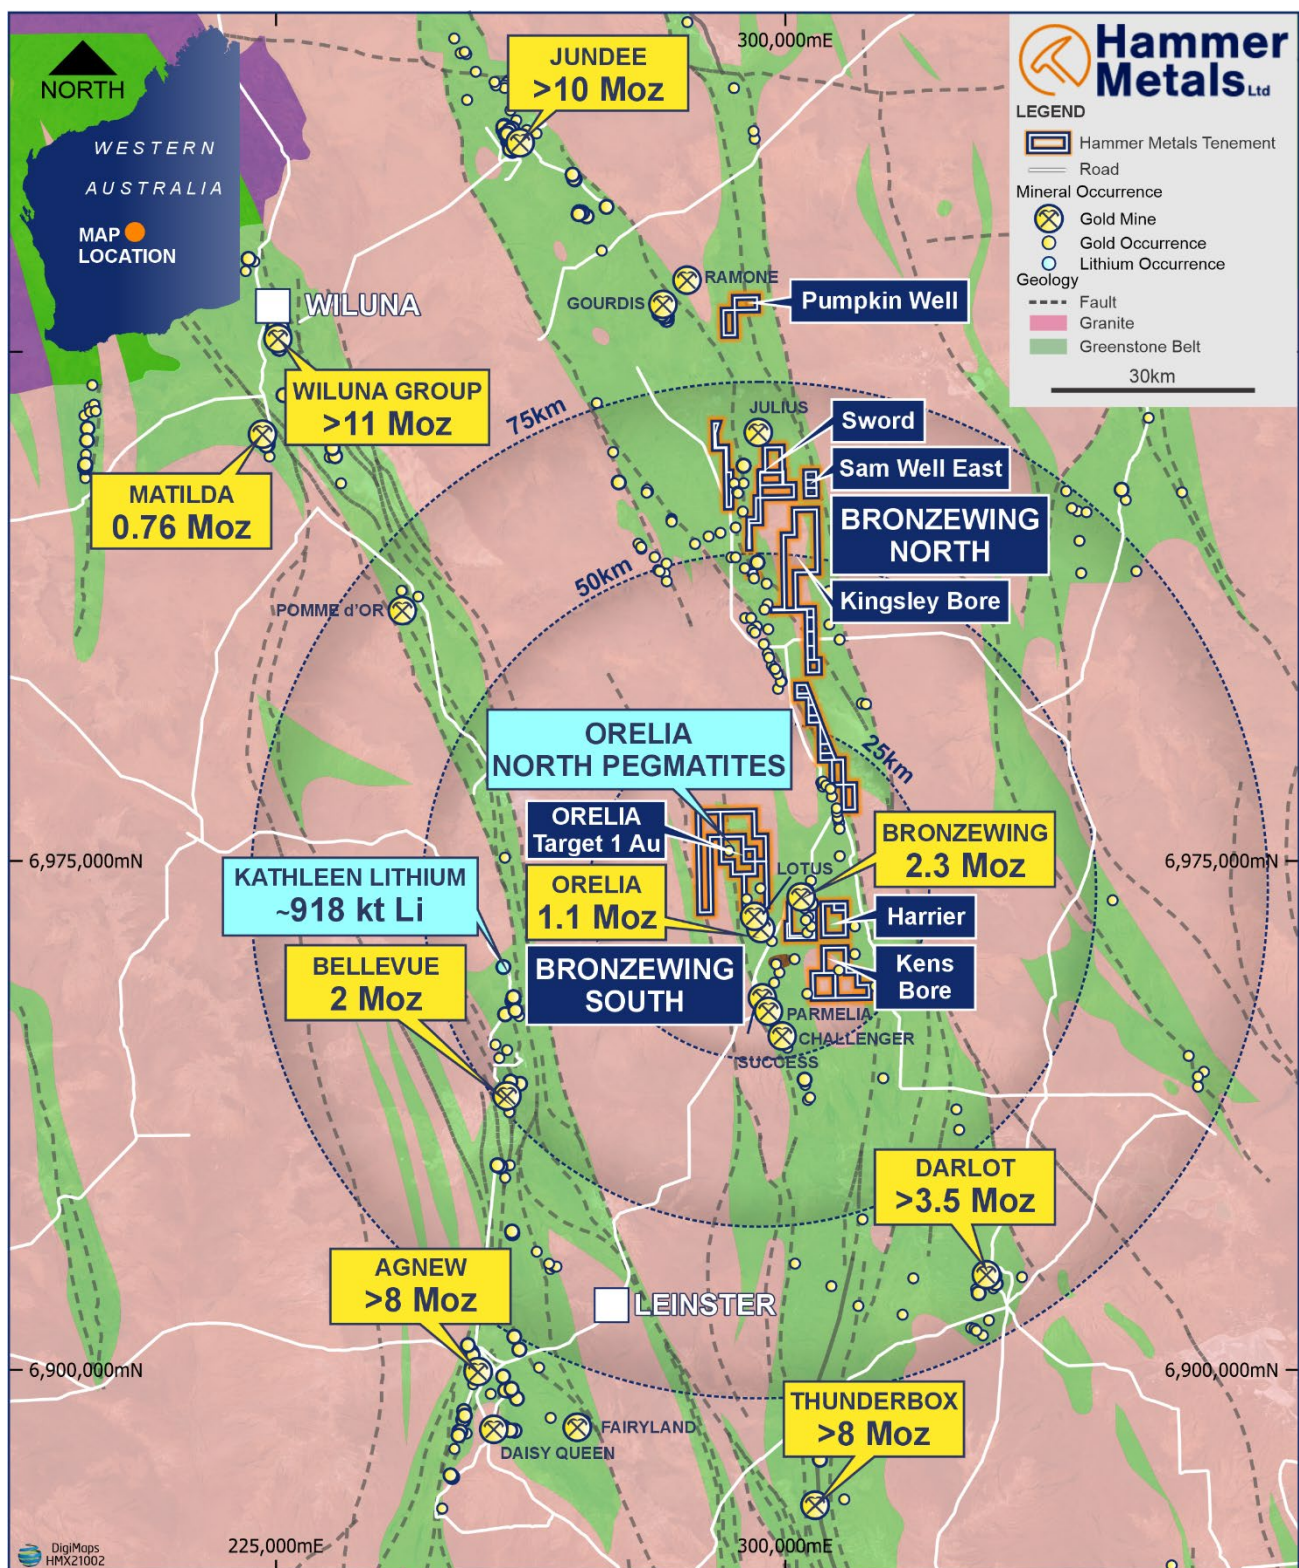 NORTH
WESTERN
AUSTRALIA
MAP
LOCATION
JUNDEE
>10 Moz
300,000mE
Hammer
Metals Ltd
LEGEND
Hammer Metals Tenement
Road
Mineral Occurrence
Gold Mine
Gold Occurrence
Lithium Occurrence
Geology
Fault
Granite
Greenstone Belt
30km
WILUNA
RAMONE
GOURDIS
Pumpkin Well
WILUNA GROUP
>11 Moz
75km
JULIUS
Sword
Sam Well East
MATILDA
0.76 Moz
BRONZEWING
NORTH
50km
POMME d'OR
Kingsley Bore
ORELIA
NORTH PEGMATITES
25km
ORELIA
Target 1 Au
BRONZEWING
2.3 Moz
6,975,000mN
6,975,000mN
LOTUS
KATHLEEN LITHIUM
~918 kt Li
ORELIA
1.1 Moz
Harrier
BELLEVUE
2 Moz
BRONZEWING
SOUTH
Kens
Bore
PARMELIA
CHALLENGER
SUCCESS
DARLOT
>3.5 Moz
AGNEW
>8 Moz
LEINSTER
6,900,000mN
6,900,000mN
THUNDERBOX
>8 Moz
FAIRYLAND
DAISY QUEEN
DigiMaps
HMX21002
225,000mE
300,000mE